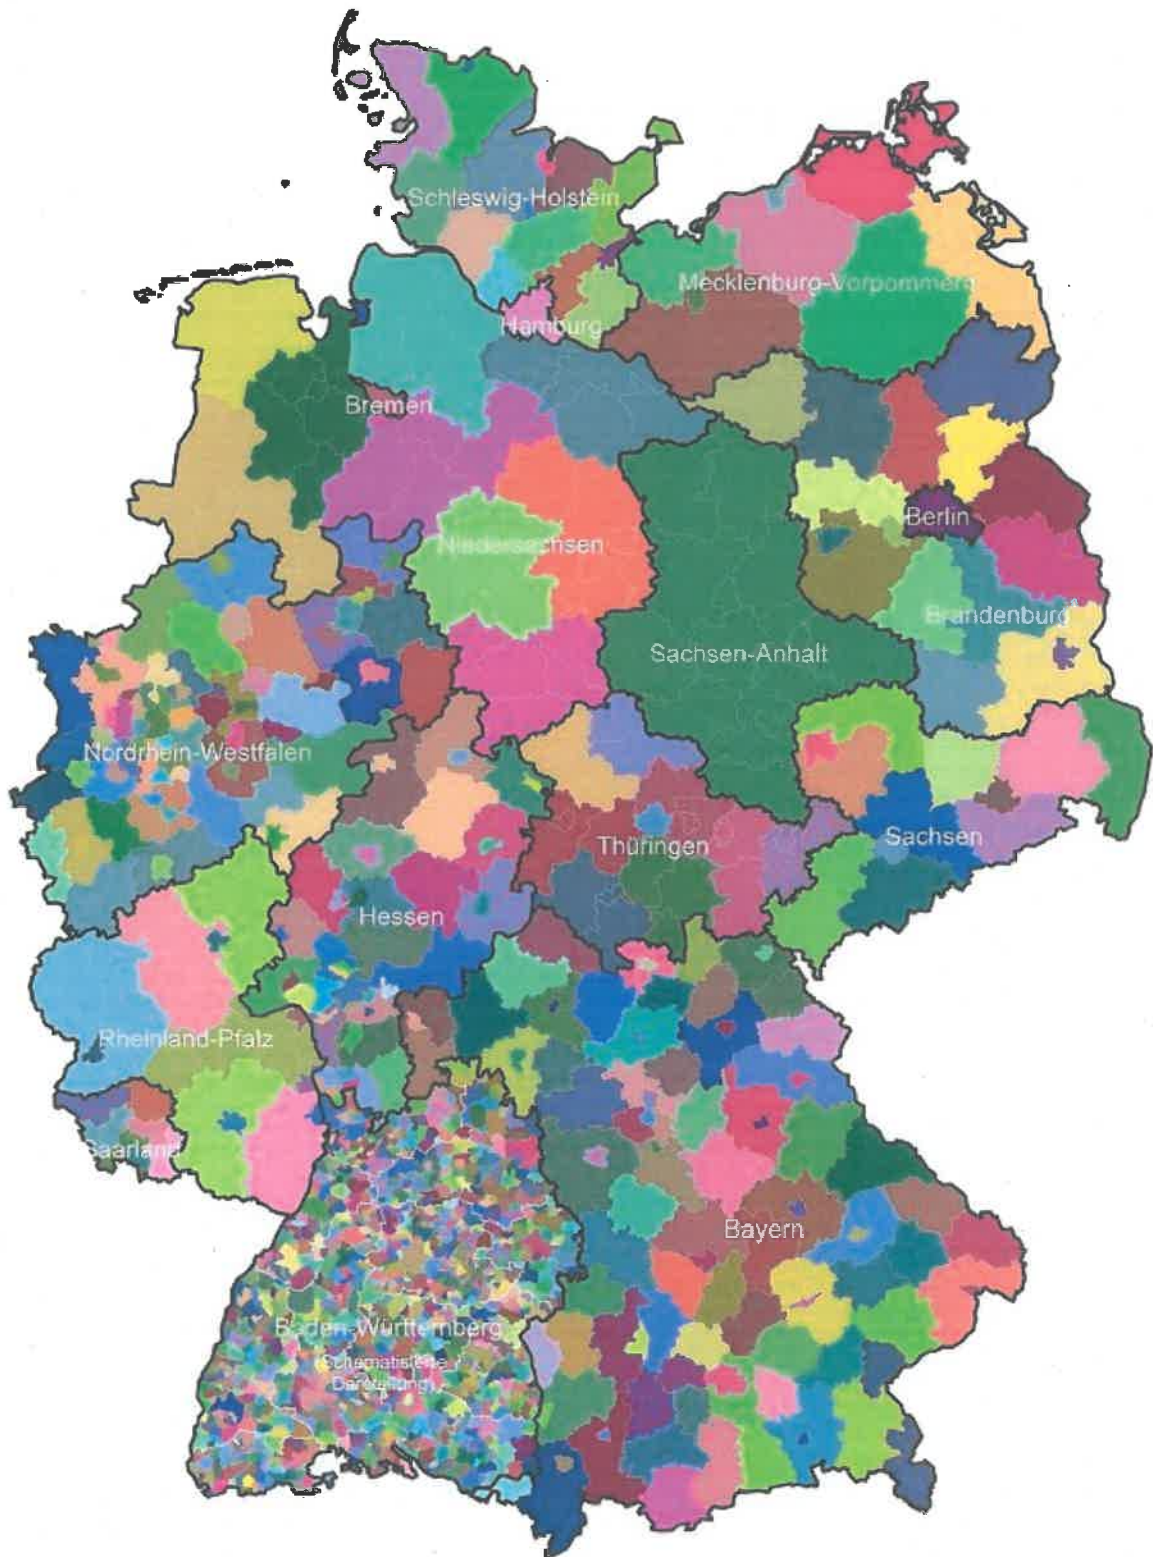 Schleswig-Holstein
Mecklenburg-Vorpommern
Hamburg
Bremen
Berlin
Niedersachsen
Brandenburg
Sachsen-Anhalt
Nordrhein-Westfalen
Sachsen
Thüringen
Hessen
Rheinland-Pfalz
Saarland
Bayern
Baden-Württemberg
(Schematisierte
Darstellung)